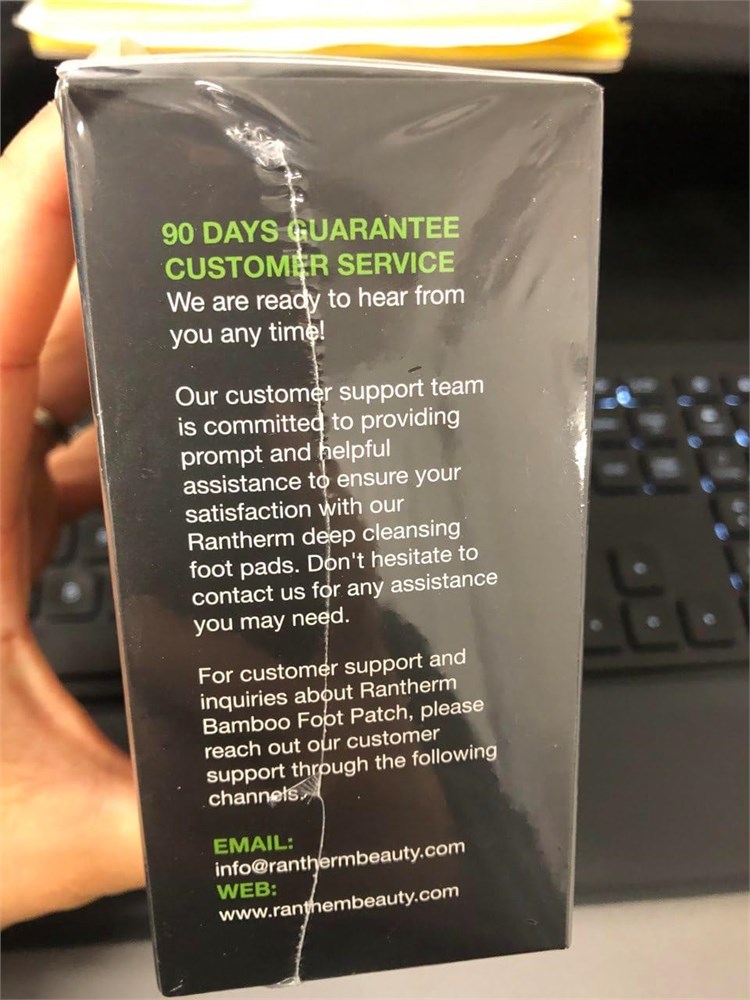 90 DAYS GUARANTEE
CUSTOMER SERVICE
We are ready to hear from
you any time!
Our customer support team
is committed to providing
prompt and helpful
assistance to ensure your
satisfaction with our
Rantherm deep cleansing
foot pads. Don't hesitate to
contact us for any assistance
you may need.
For customer support and
inquiries about Rantherm
Bamboo Foot Patch, please
reach out our customer
support through the following
channels.
EMAIL:
info@ranthermbeauty.com
WEB:
www.ranthembeauty.com